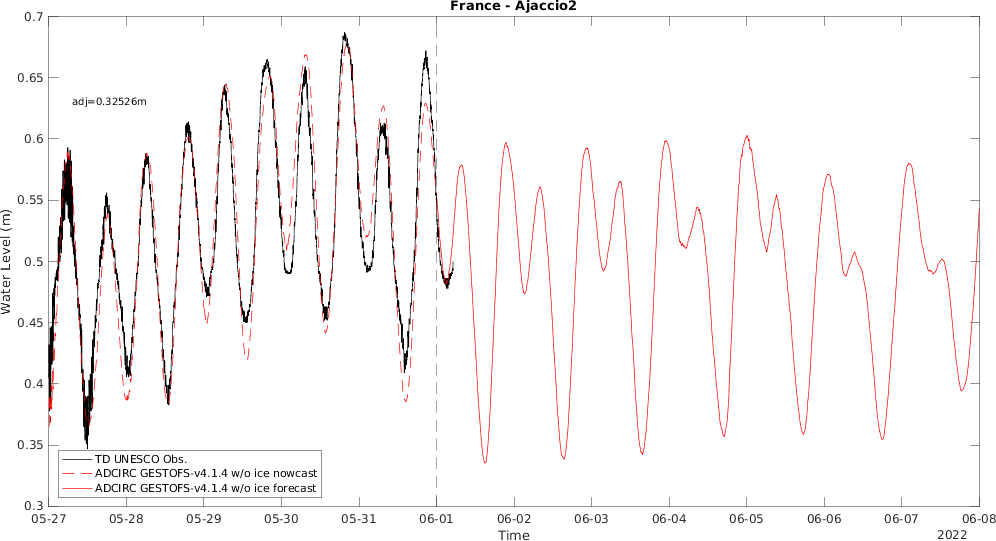 France - Ajaccio2
0.7
0.65
0.6
0.55
0.5
0.45
0.4
0.35
0.3
Water Level (m)
adj=0.32526m
TD UNESCO Obs.
ADCIRC GESTOFS-v4.1.4 w/o ice nowcast
ADCIRC GESTOFS-v4.1.4 w/o ice forecast
05-27 05-28 05-29 05-30 05-31 06-01 06-02 06-03 06-04 06-05 06-06 06-07 06-08
Time
2022